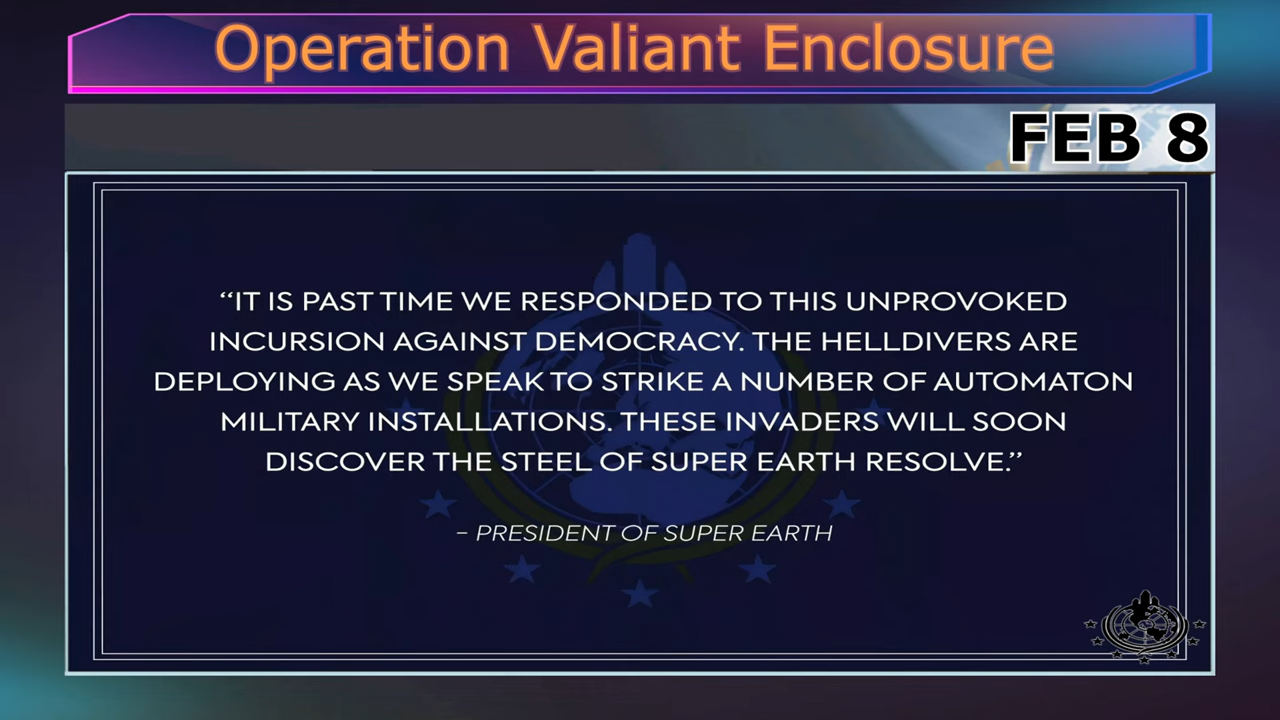 Operation Valiant Enclosure
FEB 8
“IT IS PAST TIME WE RESPONDED TO THIS UNPROVOKED
INCURSION AGAINST DEMOCRACY. THE HELLDIVERS ARE
DEPLOYING AS WE SPEAK TO STRIKE A NUMBER OF AUTOMATON
MILITARY INSTALLATIONS. THESE INVADERS WILL SOON
DISCOVER THE STEEL OF SUPER EARTH RESOLVE.”
– PRESIDENT OF SUPER EARTH